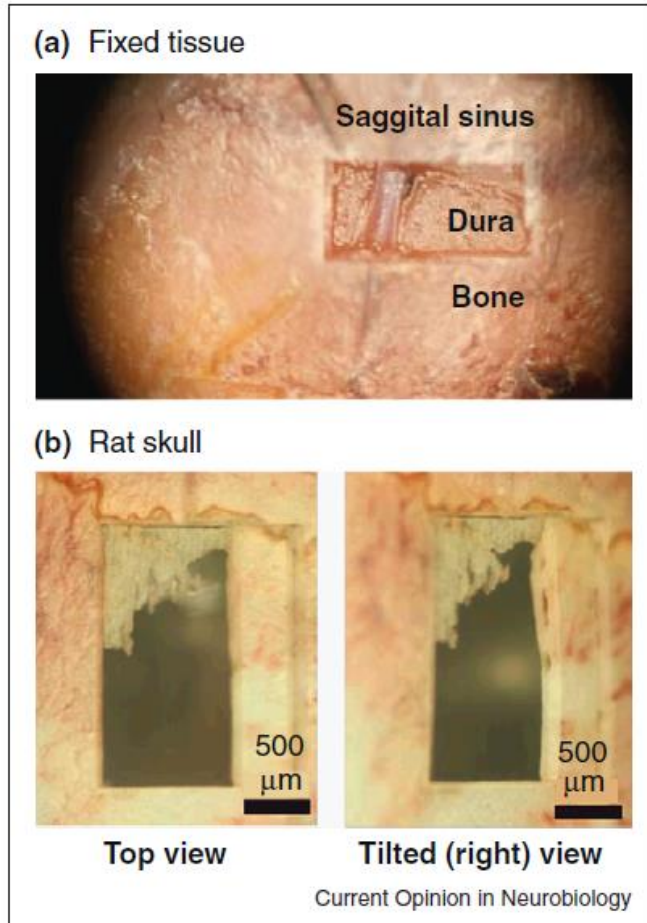 (a) Fixed tissue
Saggital sinus
Dura
Bone
(b) Rat skull
500
μm
500
μm
Top view
Tilted (right) view
Current Opinion in Neurobiology